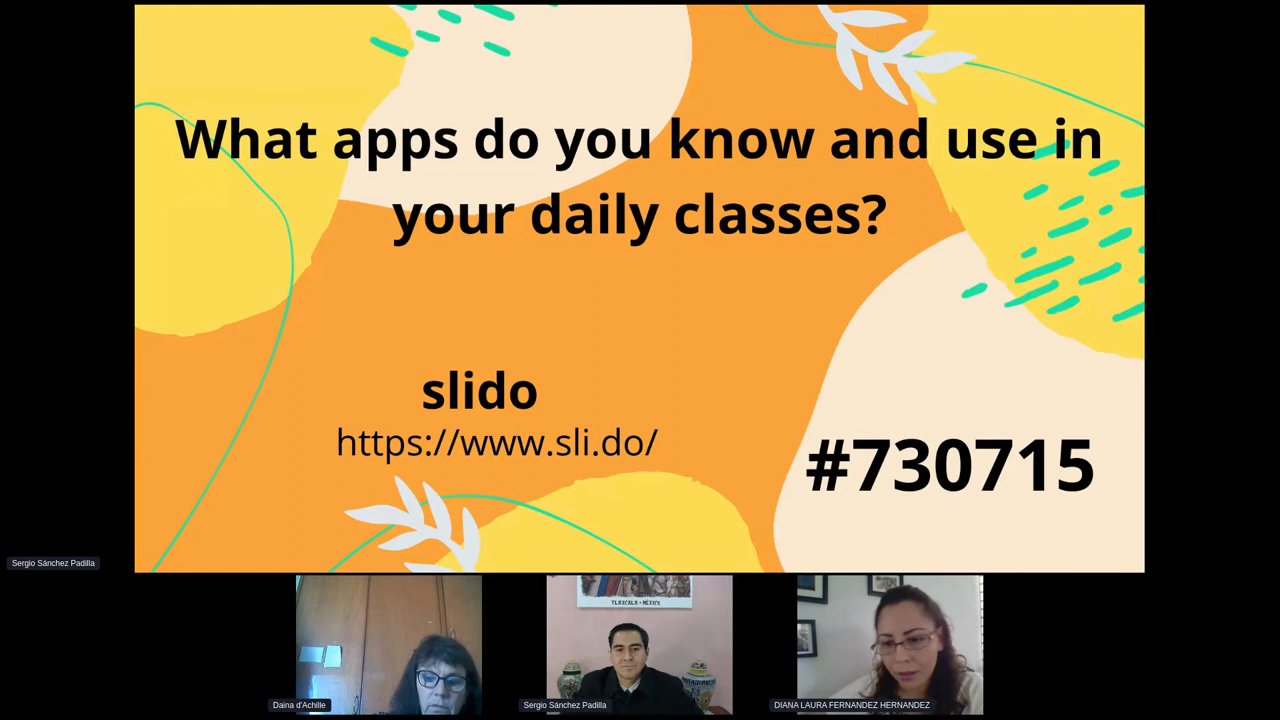 What apps do you know and use in
your daily classes?
slido
https://www.sli.do/
#730715
Sergio Sánchez Padilla
TLAXCALA - MÉXICO
Daina d'Achille
Sergio Sánchez Padilla
DIANA LAURA FERNANDEZ HERNANDEZ